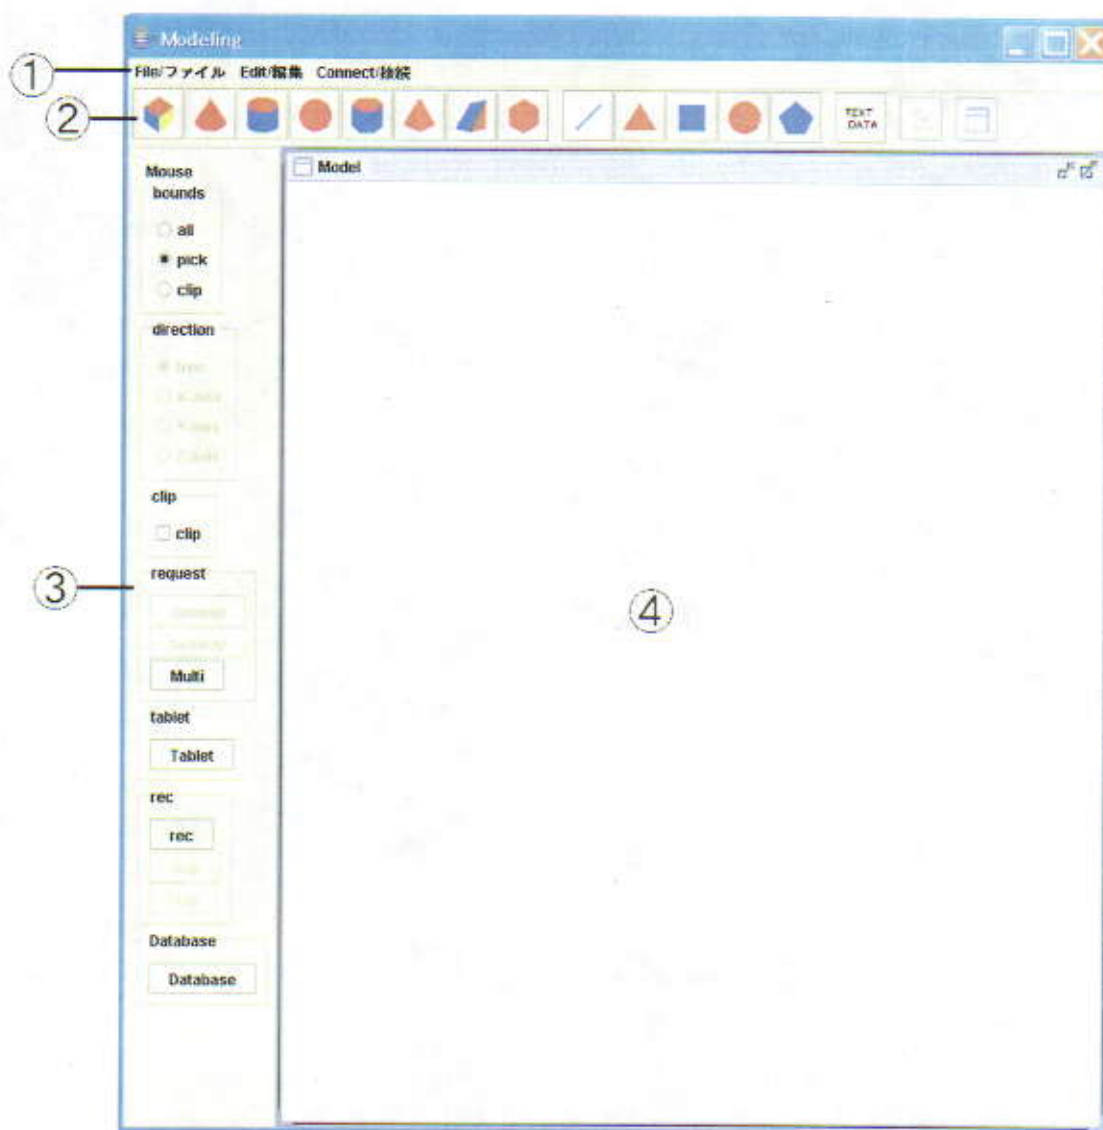 Modeling
① File/ファイル Edit/編集 Connect/接続
②
TEXT
DATA
Mouse
bounds
all
pick
clip
Model
direction
clip
clip
③
request
④
Multi
tablet
Tablet
rec
rec
Database
Database